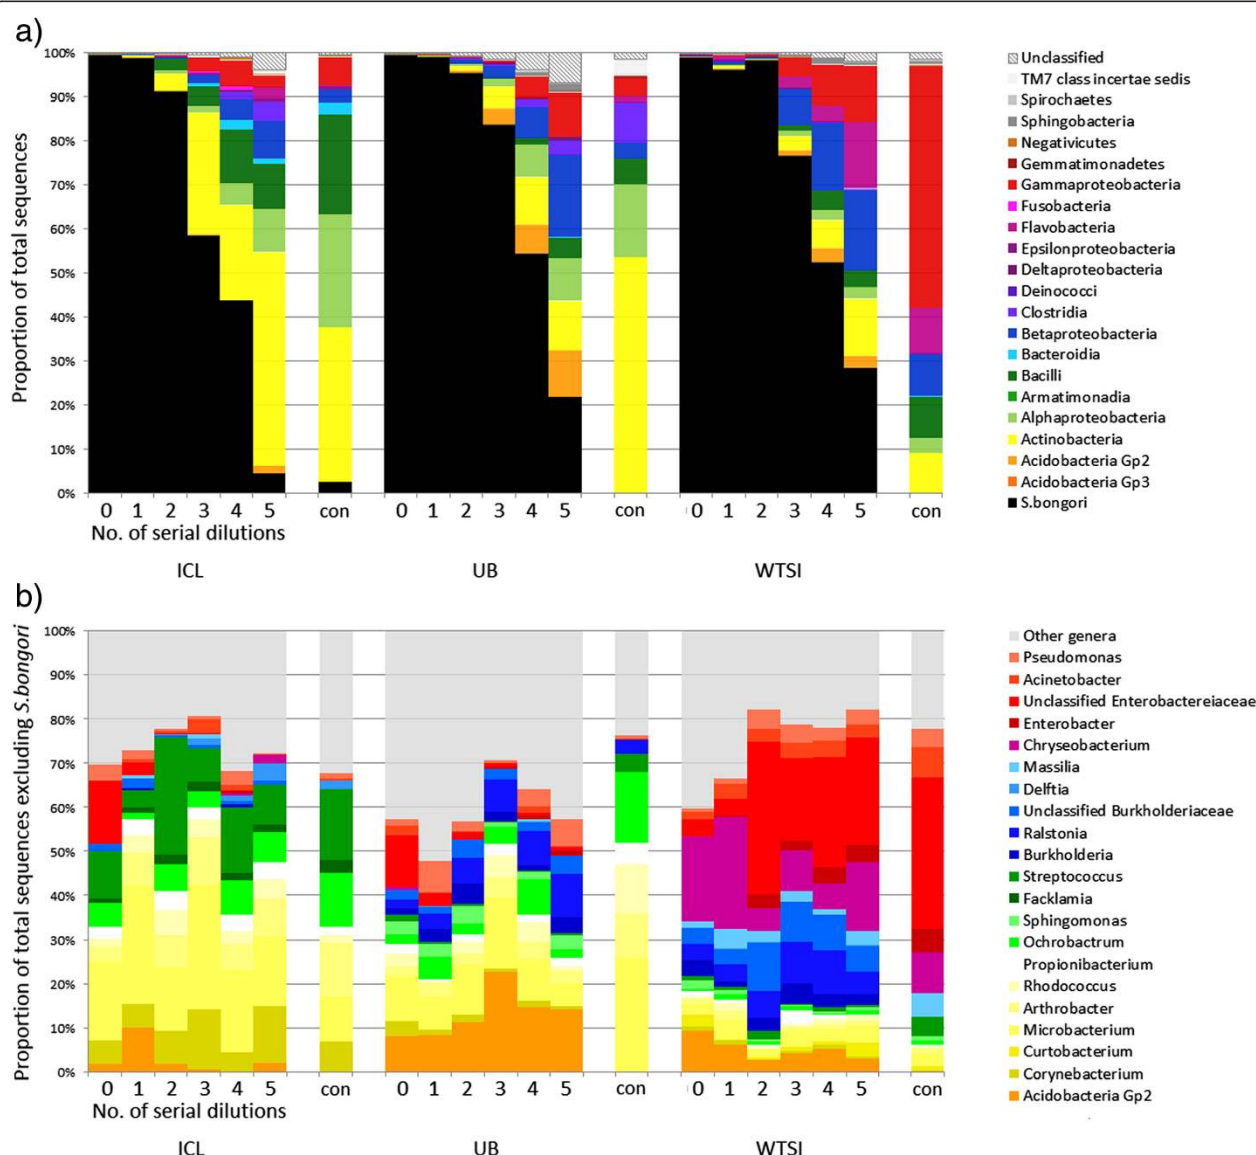 a)
Proportion of total sequences
100%
90%
80%
70%
60%
50%
40%
30%
20%
10%
0%
0 1 2 3 4 5 con 0 1 2 3 4 5 con 0 1 2 3 4 5 con
No. of serial dilutions
ICL UB WTSI
Unclassified
TM7 class incertae sedis
Spirochaetes
Sphingobacteria
Negativicutes
Gemmatimonadetes
Gammaproteobacteria
Fusobacteria
Flavobacteria
Epsilonproteobacteria
Deltaproteobacteria
Deinococci
Clostridia
Betaproteobacteria
Bacteroidia
Bacilli
Armatimonadia
Alphaproteobacteria
Actinobacteria
Acidobacteria Gp2
Acidobacteria Gp3
S.bongori
b)
Proportion of total sequences excluding S.bongori
100%
90%
80%
70%
60%
50%
40%
30%
20%
10%
0%
0 1 2 3 4 5 con 0 1 2 3 4 5 con 0 1 2 3 4 5 con
No. of serial dilutions
ICL UB WTSI
Other genera
Pseudomonas
Acinetobacter
Unclassified Enterobactereiaceae
Enterobacter
Chryseobacterium
Massilia
Delftia
Unclassified Burkholderiaceae
Ralstonia
Burkholderia
Streptococcus
Facklamia
Sphingomonas
Ochrobactrum
Propionibacterium
Rhodococcus
Arthrobacter
Microbacterium
Curtobacterium
Corynebacterium
Acidobacteria Gp2